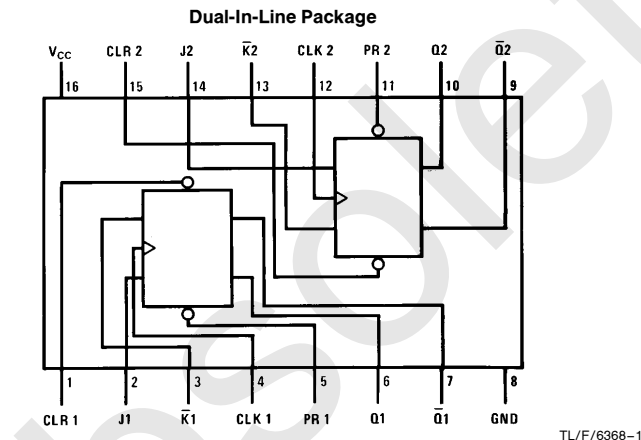 Dual-In-Line Package
VCC CLR 2 J2 K̅2 CLK 2 PR 2 Q2 Q̅2
16 15 14 13 12 11 10 9
1 2 3 4 5 6 7 8
CLR 1 J1 K̅1 CLK 1 PR 1 Q1 Q̅1 GND
TL/F/6368–1